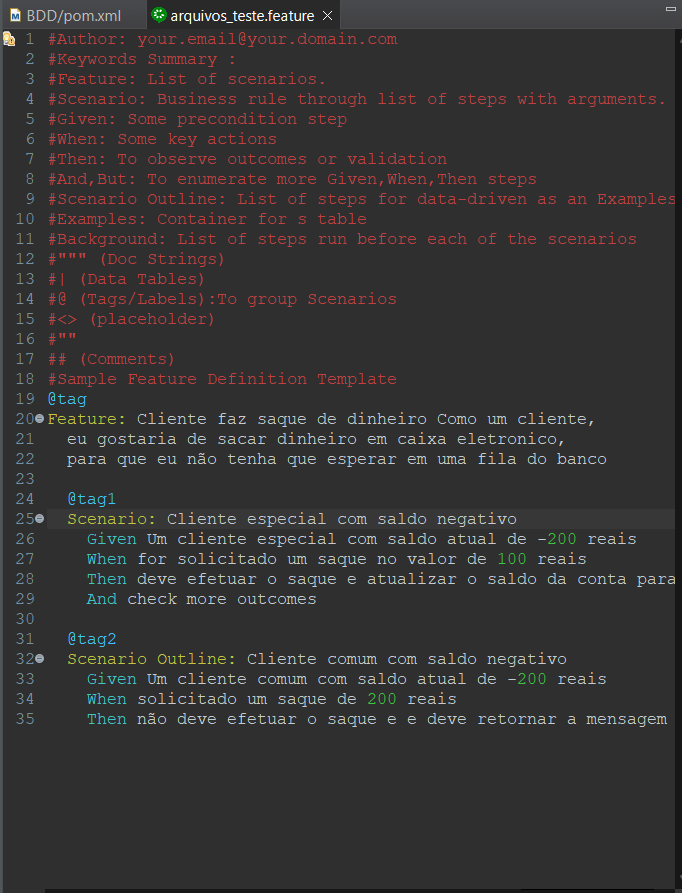 BDD/pom.xml
arquivos_teste.feature
1 #Author: your.email@your.domain.com
2 #Keywords Summary :
3 #Feature: List of scenarios.
4 #Scenario: Business rule through list of steps with arguments.
5 #Given: Some precondition step
6 #When: Some key actions
7 #Then: To observe outcomes or validation
8 #And,But: To enumerate more Given,When,Then steps
9 #Scenario Outline: List of steps for data-driven as an Examples
10 #Examples: Container for s table
11 #Background: List of steps run before each of the scenarios
12 #""" (Doc Strings)
13 #| (Data Tables)
14 #@ (Tags/Labels):To group Scenarios
15 #<> (placeholder)
16 #""
17 ## (Comments)
18 #Sample Feature Definition Template
19 @tag
20 Feature: Cliente faz saque de dinheiro Como um cliente,
21 eu gostaria de sacar dinheiro em caixa eletronico,
22 para que eu não tenha que esperar em uma fila do banco
23
24 @tag1
25 Scenario: Cliente especial com saldo negativo
26 Given Um cliente especial com saldo atual de -200 reais
27 When for solicitado um saque no valor de 100 reais
28 Then deve efetuar o saque e atualizar o saldo da conta para
29 And check more outcomes
30
31 @tag2
32 Scenario Outline: Cliente comum com saldo negativo
33 Given Um cliente comum com saldo atual de -200 reais
34 When solicitado um saque de 200 reais
35 Then não deve efetuar o saque e e deve retornar a mensagem